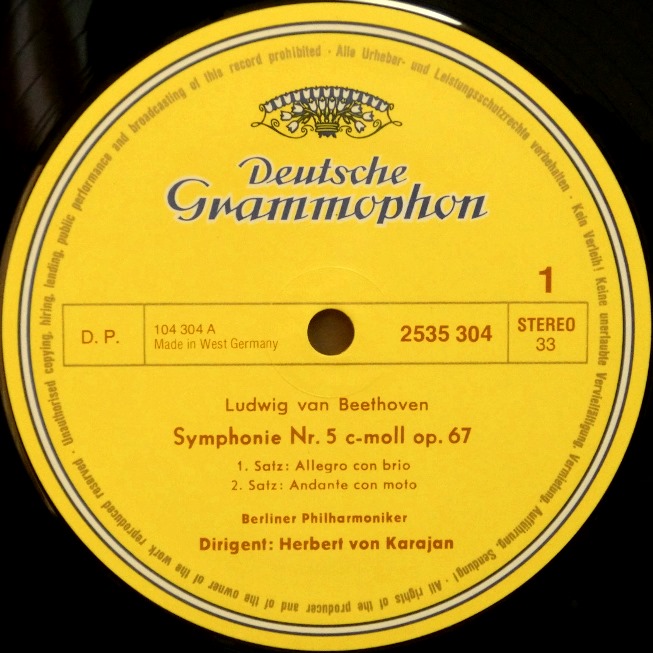 Alle Urheber- und Leistungsschutzrechte vorbehalten · Kein Verleih! Keine unerlaubte Vervielfältigung, Vermietung, Aufführung, Sendung! · All rights of the producer and of the owner of the work reproduced reserved · Unauthorised copying, hiring, lending, public performance and broadcasting of this record prohibited ·
Deutsche
Grammophon
1
D. P.
104 304 A
Made in West Germany
2535 304
STEREO
33
Ludwig van Beethoven
Symphonie Nr. 5 c-moll op. 67
1. Satz: Allegro con brio
2. Satz: Andante con moto
Berliner Philharmoniker
Dirigent: Herbert von Karajan